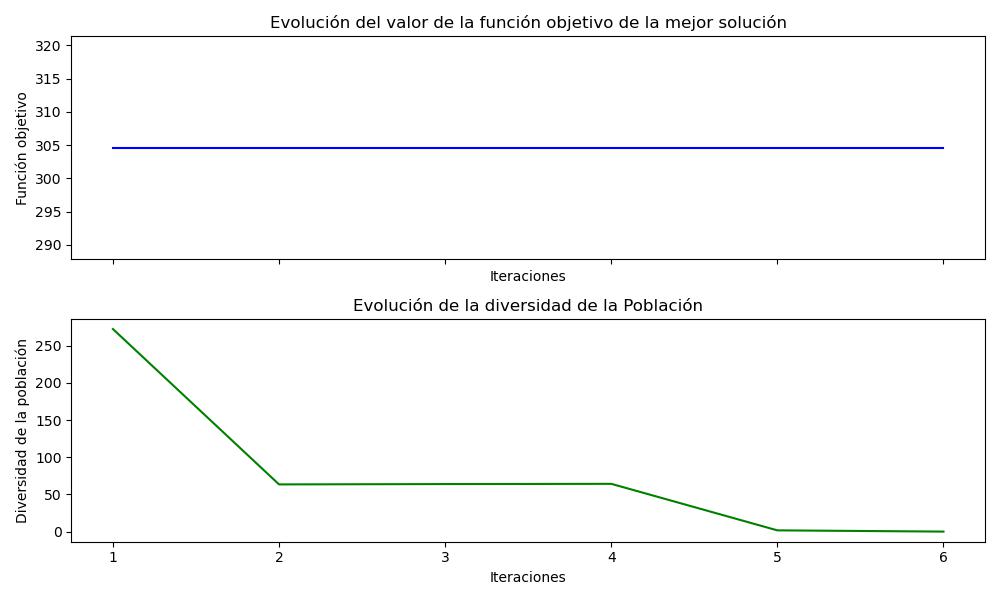 Evolución del valor de la función objetivo de la mejor solución
Función objetivo
320
315
310
305
300
295
290
Iteraciones
Evolución de la diversidad de la Población
Diversidad de la población
250
200
150
100
50
0
1 2 3 4 5 6
Iteraciones